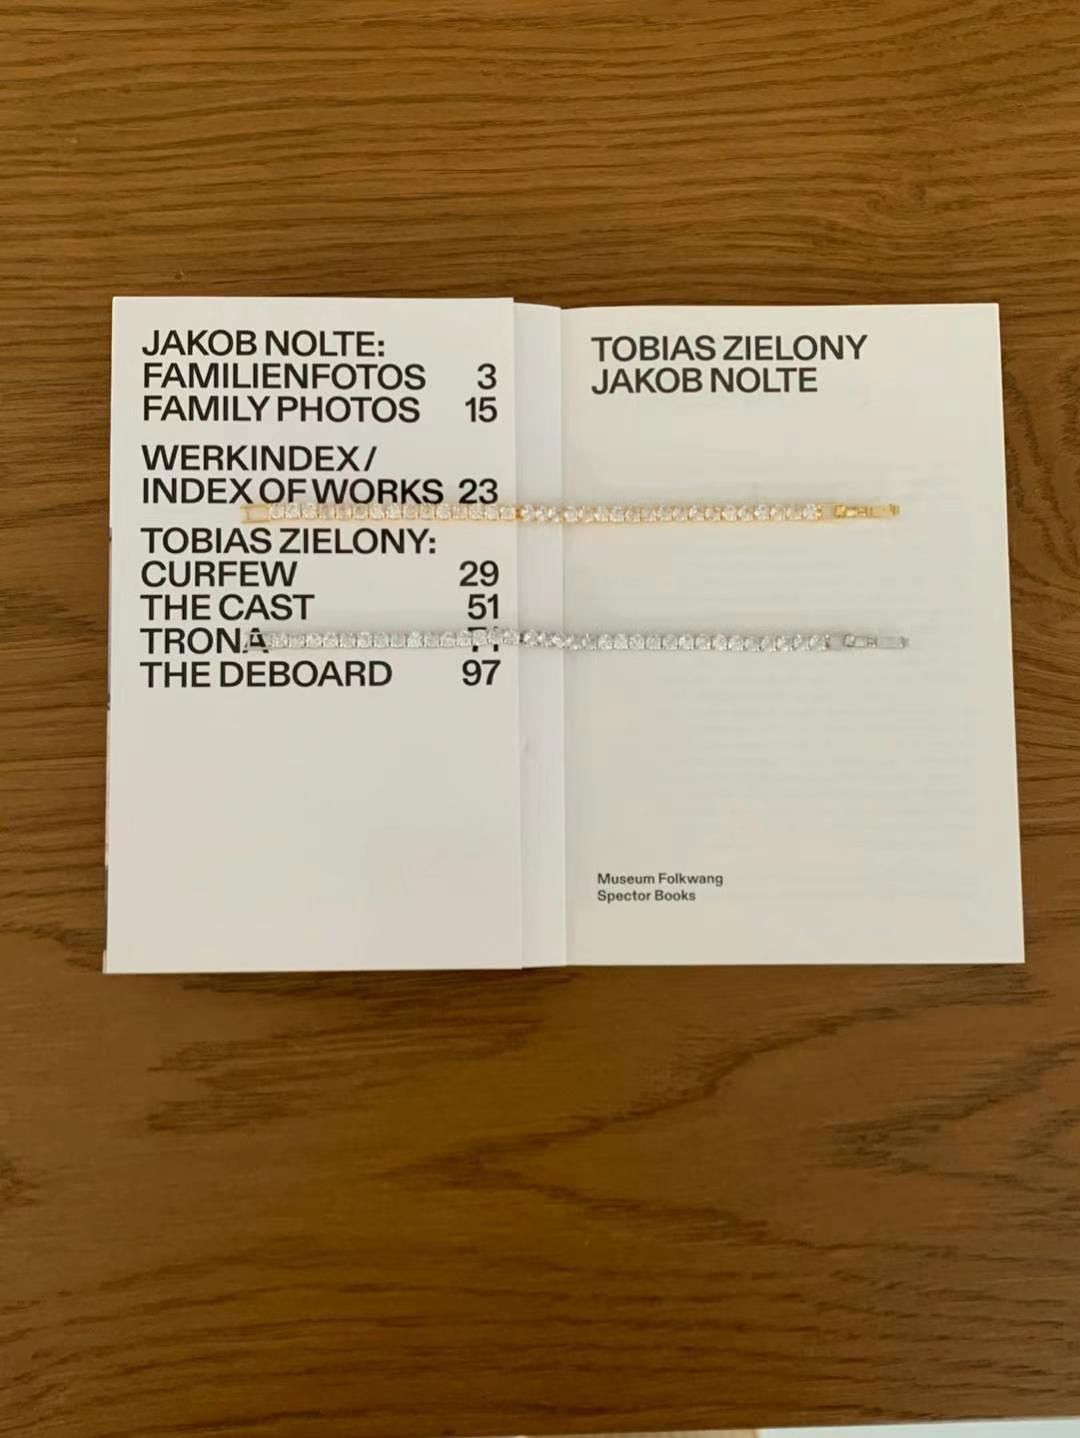 JAKOB NOLTE:
FAMILIENFOTOS 3
FAMILY PHOTOS 15
WERKINDEX/
INDEX OF WORKS 23
TOBIAS ZIELONY:
CURFEW 29
THE CAST 51
TRONA
THE DEBOARD 97
TOBIAS ZIELONY
JAKOB NOLTE
Museum Folkwang
Spector Books